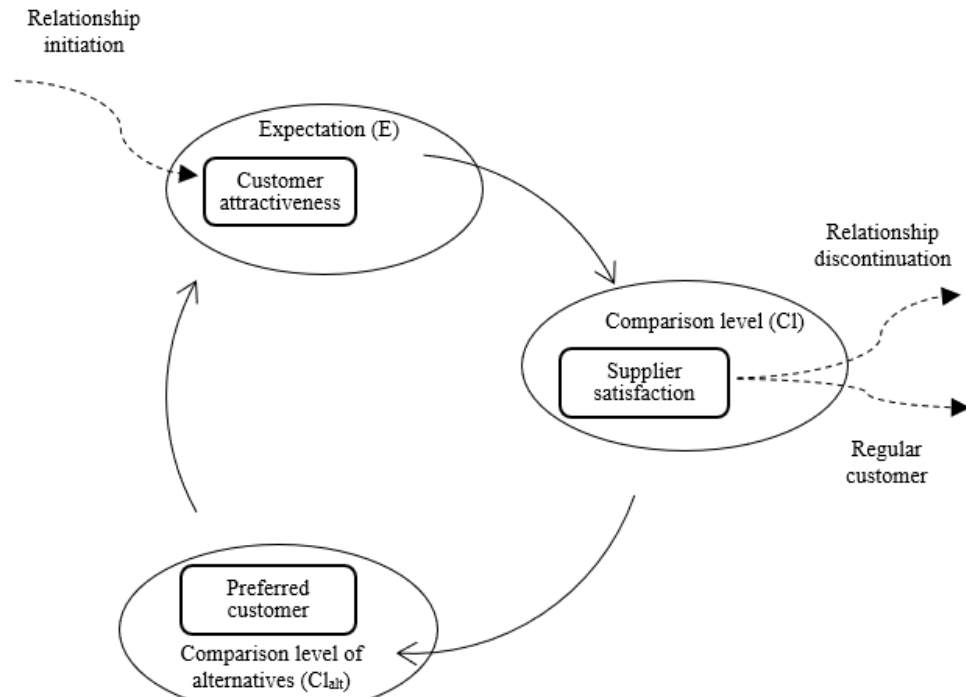 Relationship
initiation
Expectation (E)
Customer
attractiveness
Relationship
discontinuation
Comparison level (Cl)
Supplier
satisfaction
Regular
customer
Preferred
customer
Comparison level of
alternatives (Clalt)